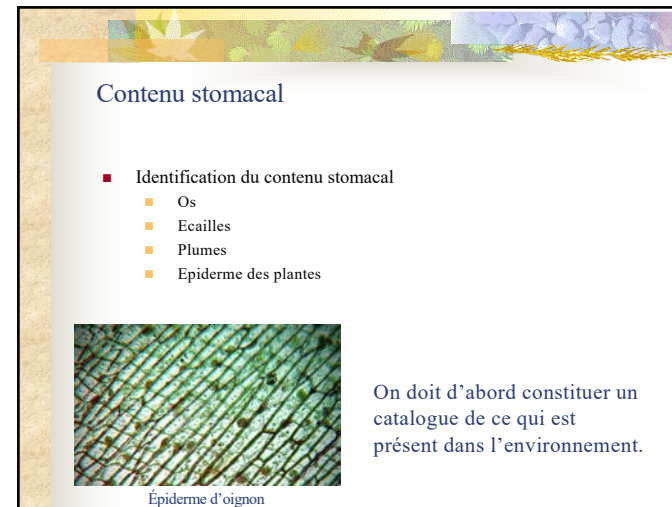 Contenu stomacal
Identification du contenu stomacal
Os
Ecailles
Plumes
Epiderme des plantes
On doit d’abord constituer un
catalogue de ce qui est
présent dans l’environnement.
Épiderme d’oignon